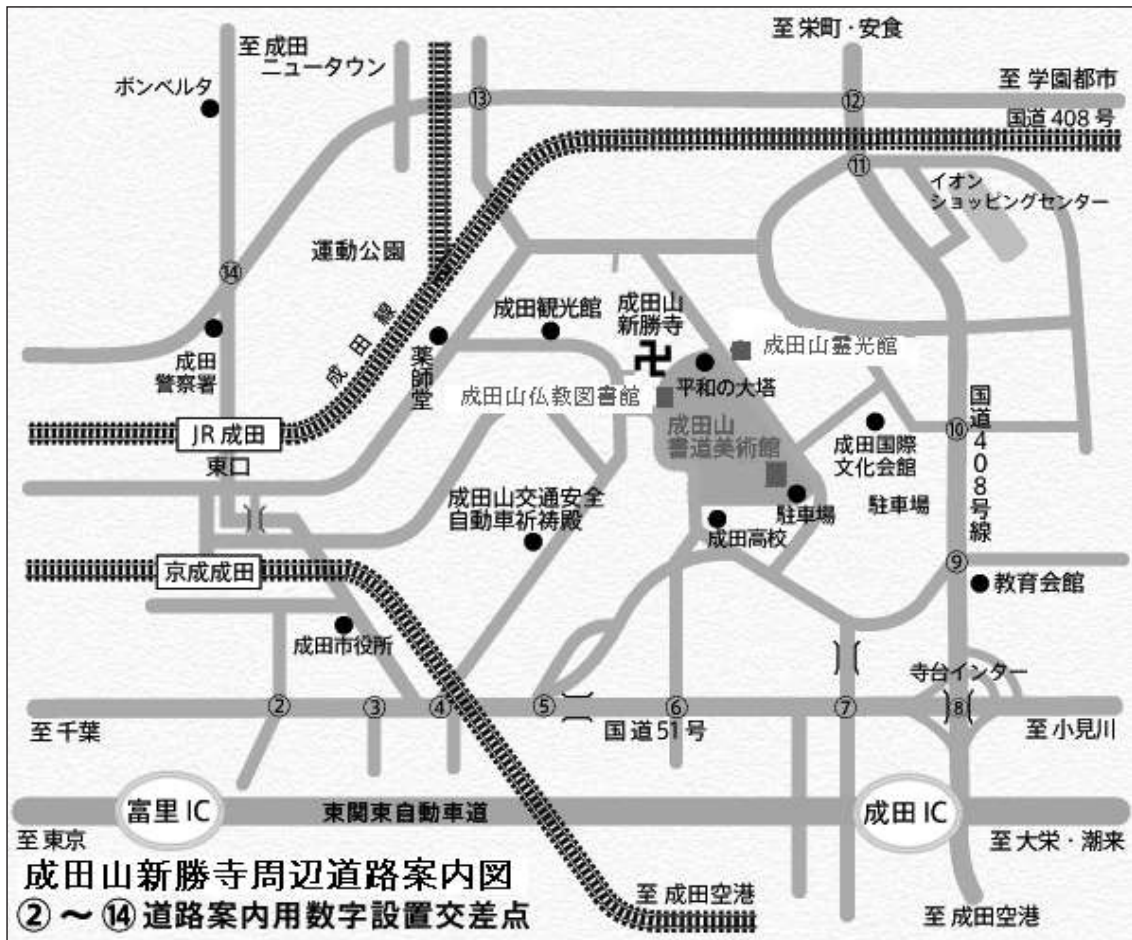 至 成田
ニュータウン
至 栄町・安食
ボンベルタ
⑬
⑫
至 学園都市
国道 408 号
⑪
イオン
ショッピングセンター
運動公園
⑭
成田観光館
成田山
新勝寺
成田線
薬師堂
成田山霊光館
成田
警察署
平和の大塔
成田山仏教図書館
国道408号線
JR 成田
東口
成田山
書道美術館
成田国際
文化会館
⑩
成田山交通安全
自動車祈祷殿
駐車場
駐車場
成田高校
⑨
京成成田
教育会館
成田市役所
寺台インター
②
③
④
⑤
⑥
⑦
8
至 千葉
国道51号
至 小見川
富里 IC
東関東自動車道
成田 IC
至 東京
至 大栄・潮来
成田山新勝寺周辺道路案内図
至 成田空港
② ～ ⑭ 道路案内用数字設置交差点
至 成田空港